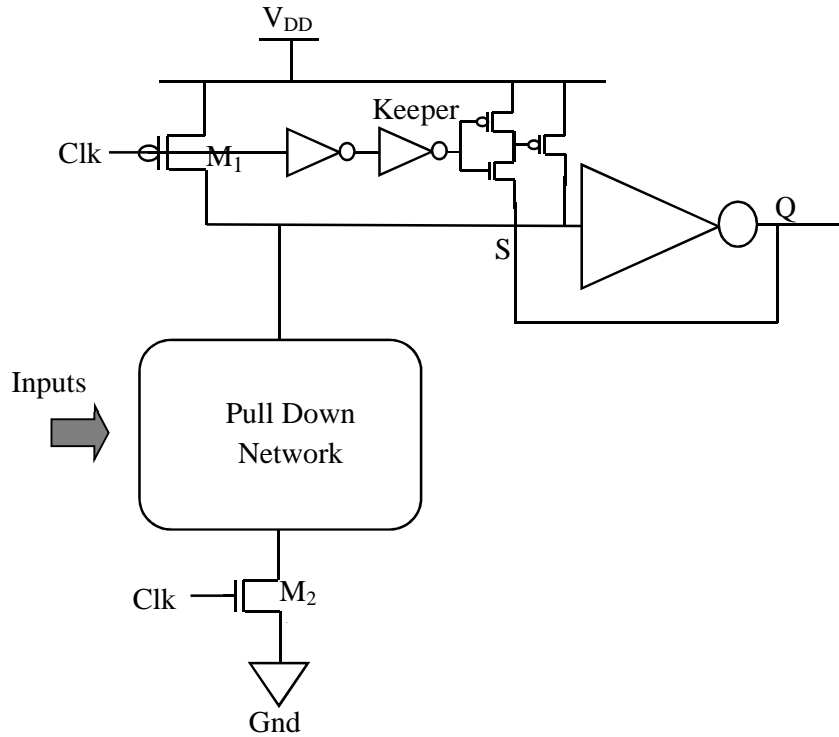 V_DD
Keeper
Clk
M_1
Q
S
Inputs
Pull Down
Network
Clk
M_2
Gnd